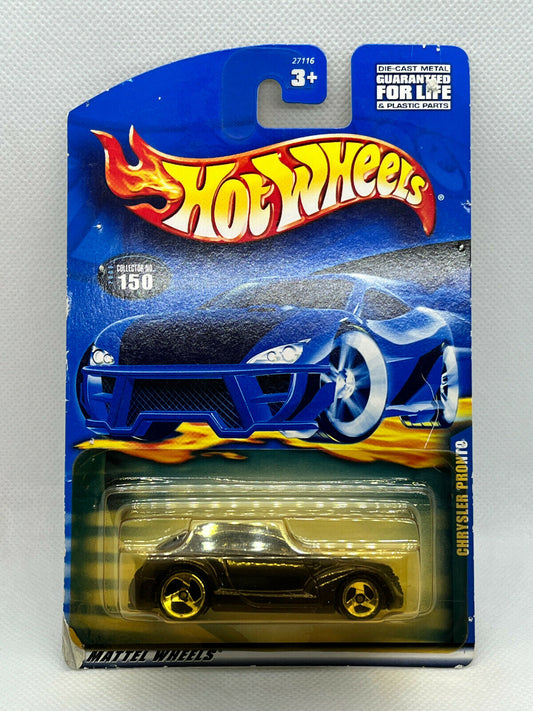 27116
3+
DIE-CAST METAL
GUARANTEED
FOR LIFE
& PLASTIC PARTS
HOT WHEELS®
COLLECTOR NO.
150
CHRYSLER PRONTO
MATTEL WHEELS